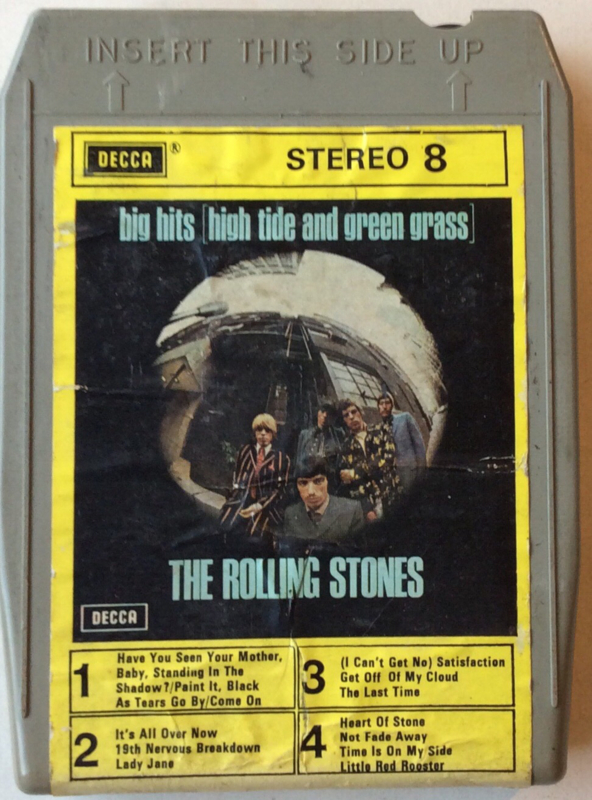 INSERT THIS SIDE UP
DECCA ® STEREO 8
big hits [high tide and green grass]
THE ROLLING STONES
DECCA
1 Have You Seen Your Mother,
Baby, Standing In The
Shadow?/Paint It, Black
As Tears Go By/Come On
2 It's All Over Now
19th Nervous Breakdown
Lady Jane
3 (I Can't Get No) Satisfaction
Get Off Of My Cloud
The Last Time
4 Heart Of Stone
Not Fade Away
Time Is On My Side
Little Red Rooster